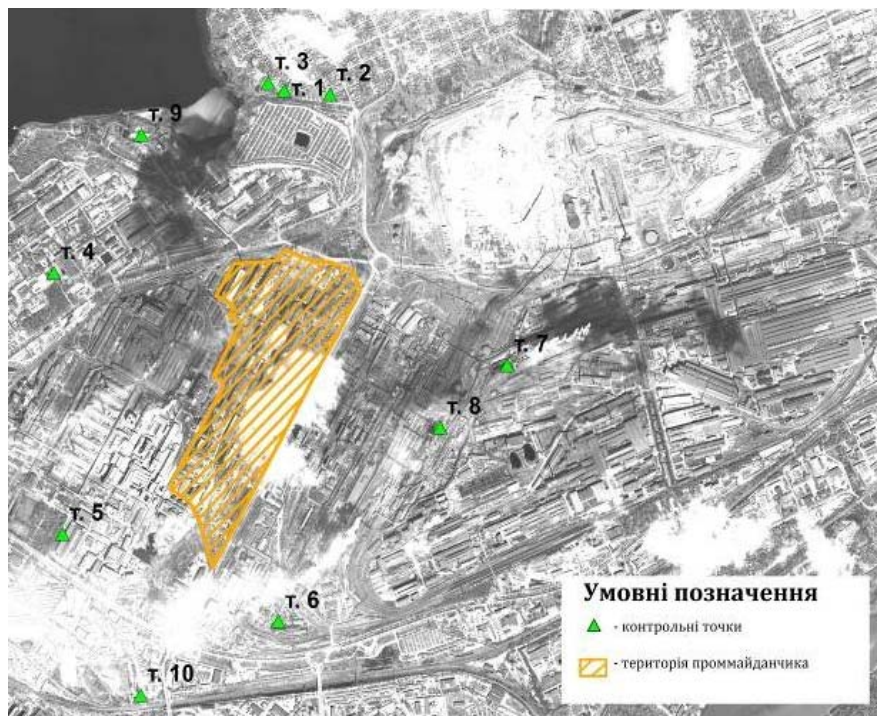 т. 3
т. 1
т. 2
т. 9
т. 4
т. 7
т. 8
т. 5
т. 6
т. 10
Умовні позначення
- контрольні точки
- територія проммайданчика